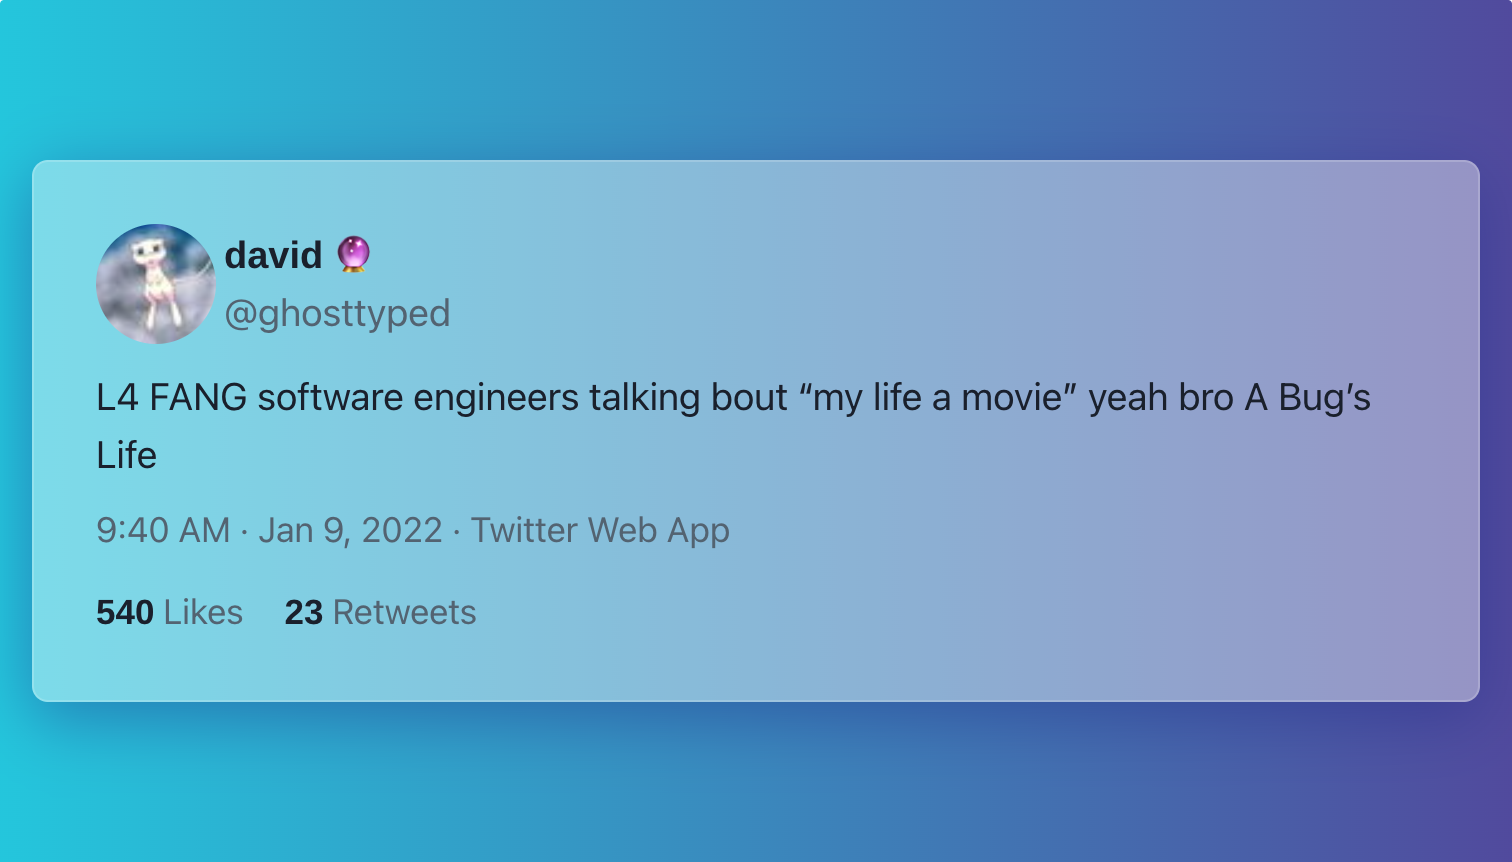 david 🔮
@ghosttyped
L4 FANG software engineers talking bout “my life a movie” yeah bro A Bug’s
Life
9:40 AM · Jan 9, 2022 · Twitter Web App
540 Likes 23 Retweets